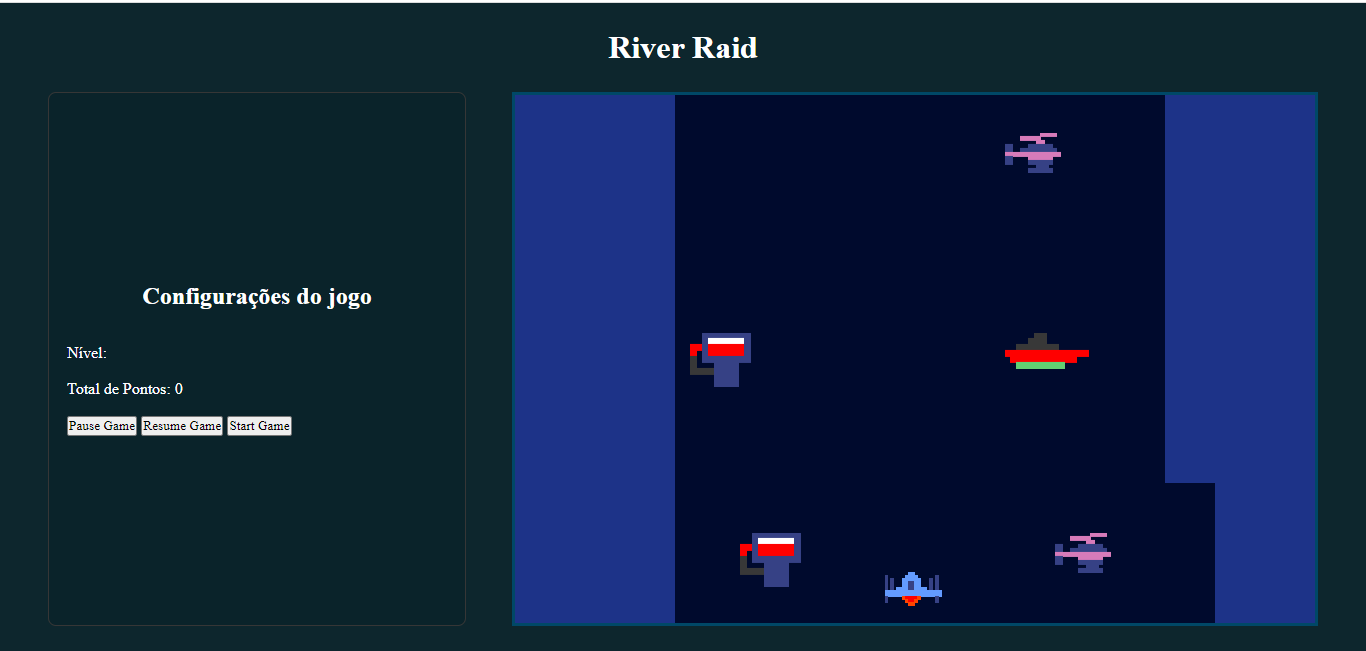 River Raid
Configurações do jogo
Nível:
Total de Pontos: 0
Pause Game Resume Game Start Game